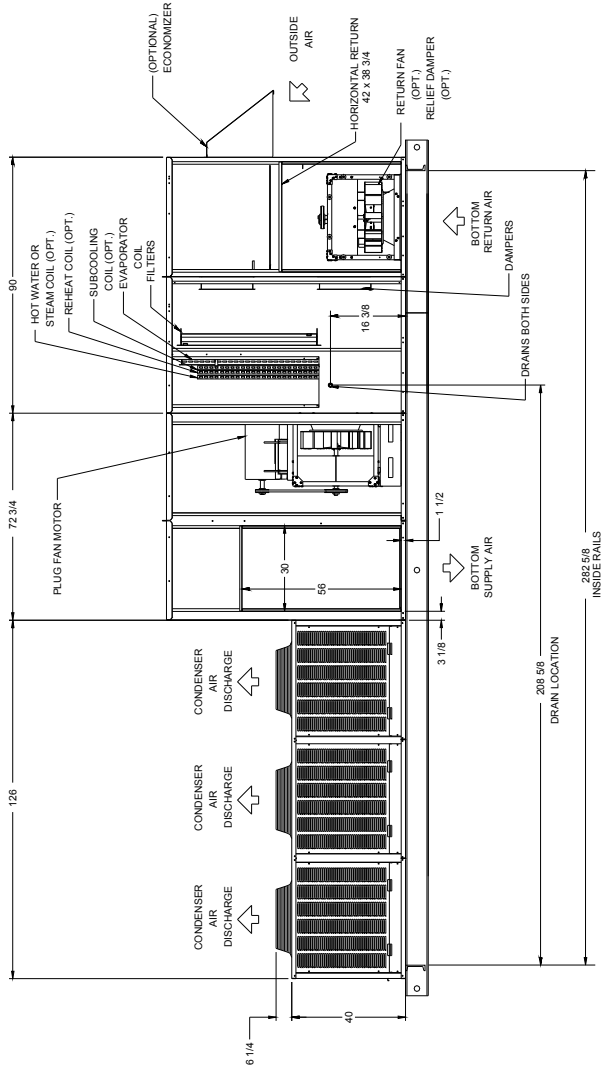 (OPTIONAL)
ECONOMIZER
OUTSIDE
AIR
HORIZONTAL RETURN
42 x 38 3/4
RETURN FAN
(OPT.)
RELIEF DAMPER
(OPT.)
90
HOT WATER OR
STEAM COIL (OPT.)
REHEAT COIL (OPT.)
SUBCOOLING
COIL (OPT.)
EVAPORATOR
COIL
FILTERS
BOTTOM
RETURN AIR
DAMPERS
16 3/8
DRAINS BOTH SIDES
72 3/4
PLUG FAN MOTOR
30
56
1 1/2
BOTTOM
SUPPLY AIR
3 1/8
282 5/8
INSIDE RAILS
208 5/8
DRAIN LOCATION
126
CONDENSER
AIR
DISCHARGE
CONDENSER
AIR
DISCHARGE
CONDENSER
AIR
DISCHARGE
6 1/4
40